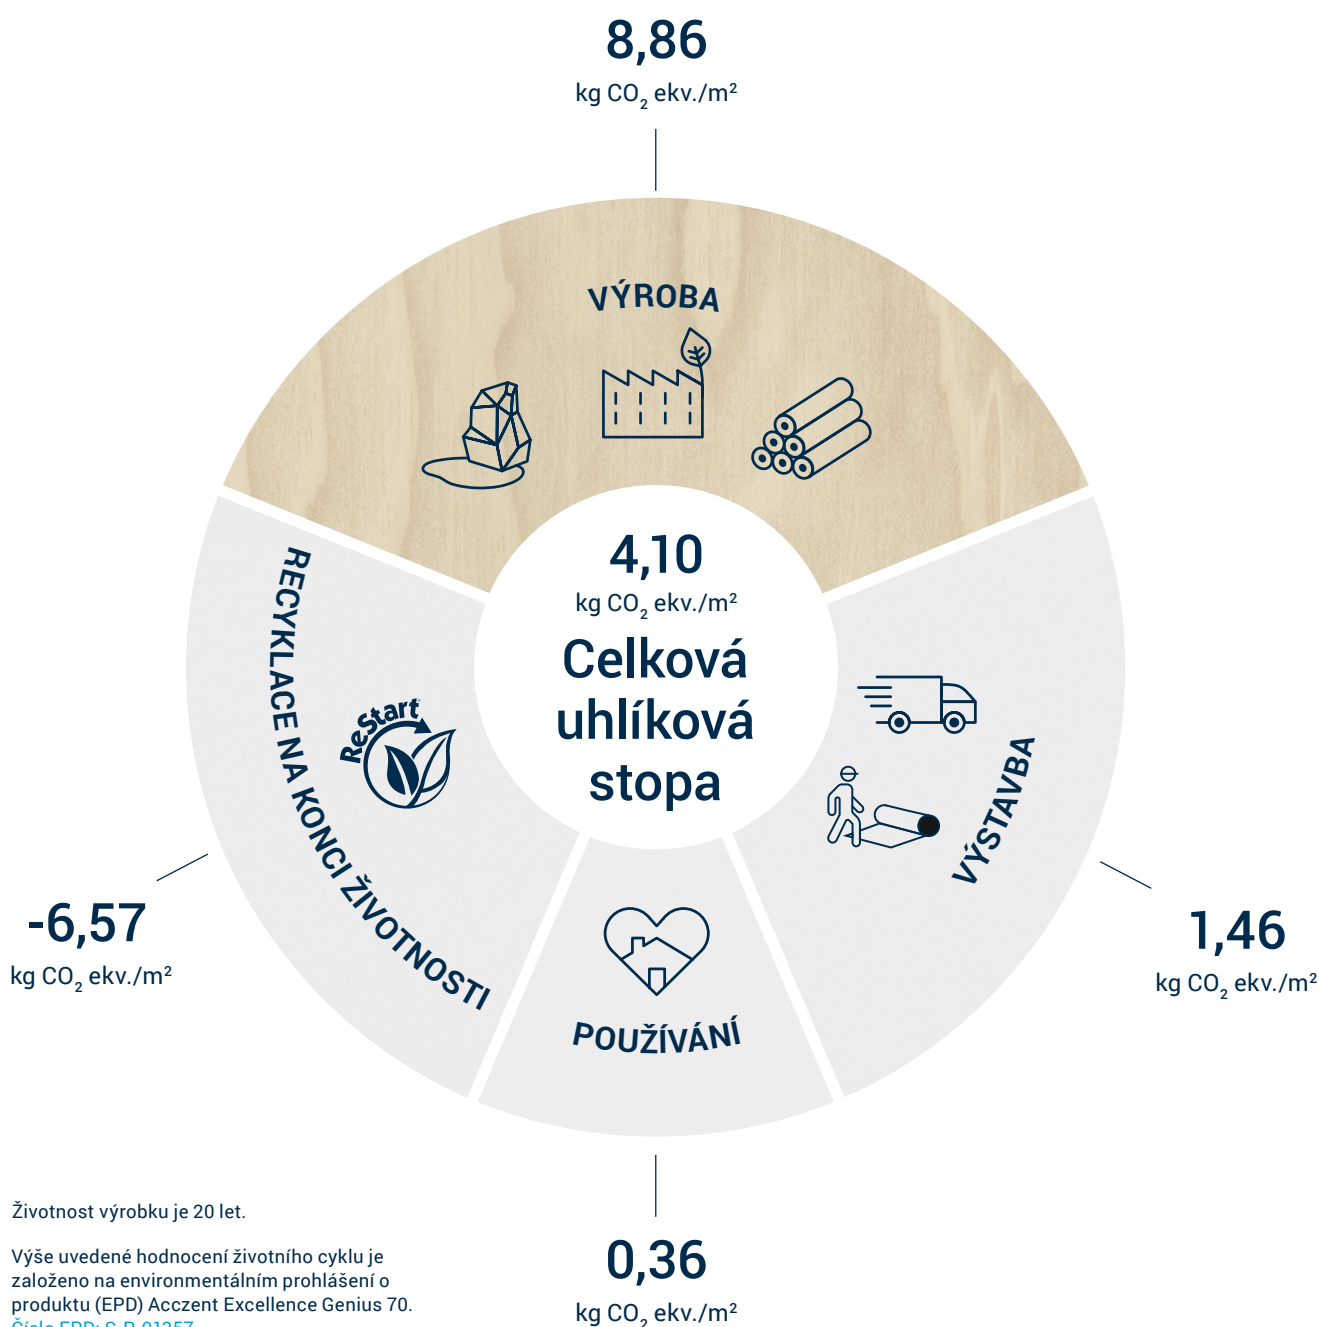 8,86
kg CO₂ ekv./m²
VÝROBA
4,10
kg CO₂ ekv./m²
Celková
uhlíková
stopa
RECYKLACE NA KONCI ŽIVOTNOSTI
ReStart
VÝSTAVBA
-6,57
kg CO₂ ekv./m²
1,46
kg CO₂ ekv./m²
POUŽÍVÁNÍ
0,36
kg CO₂ ekv./m²
Životnost výrobku je 20 let.
Výše uvedené hodnocení životního cyklu je
založeno na environmentálním prohlášení o
produktu (EPD) Acczent Excellence Genius 70.
Číslo EPD: S-P-01357